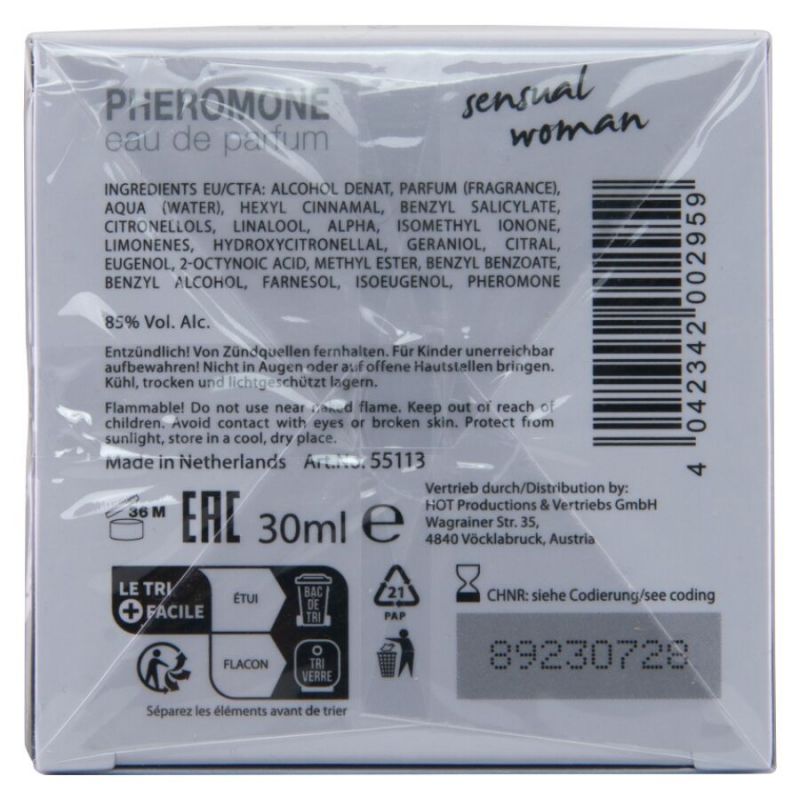 PHEROMONE
eau de parfum
sensual
woman
INGREDIENTS EU/CTFA: ALCOHOL DENAT, PARFUM (FRAGRANCE),
AQUA (WATER), HEXYL CINNAMAL, BENZYL SALICYLATE,
CITRONELLOLS, LINALOOL, ALPHA, ISOMETHYL IONONE,
LIMONENES, HYDROXYCITRONELLAL, GERANIOL, CITRAL,
EUGENOL, 2-OCTYNOIC ACID, METHYL ESTER, BENZYL BENZOATE,
BENZYL ALCOHOL, FARNESOL, ISOEUGENOL, PHEROMONE
85% Vol. Alc.
Entzündlich! Von Zündquellen fernhalten. Für Kinder unerreichbar
aufbewahren! Nicht in Augen oder auf offene Hautstellen bringen.
Kühl, trocken und lichtgeschützt lagern.
Flammable! Do not use near naked flame. Keep out of reach of
children. Avoid contact with eyes or broken skin. Protect from
sunlight, store in a cool, dry place.
Made in Netherlands Art.No. 55113
4 042342 002959
36 M
EAC 30ml e
Vertrieb durch/Distribution by:
HOT Productions & Vertriebs GmbH
Wagrainer Str. 35,
4840 Vöcklabruck, Austria
LE TRI
+ FACILE
ÉTUI
BAC
DE
TRI
FLACON
TRI
VERRE
Séparez les éléments avant de trier
21
PAP
CHNR: siehe Codierung/see coding
89230728